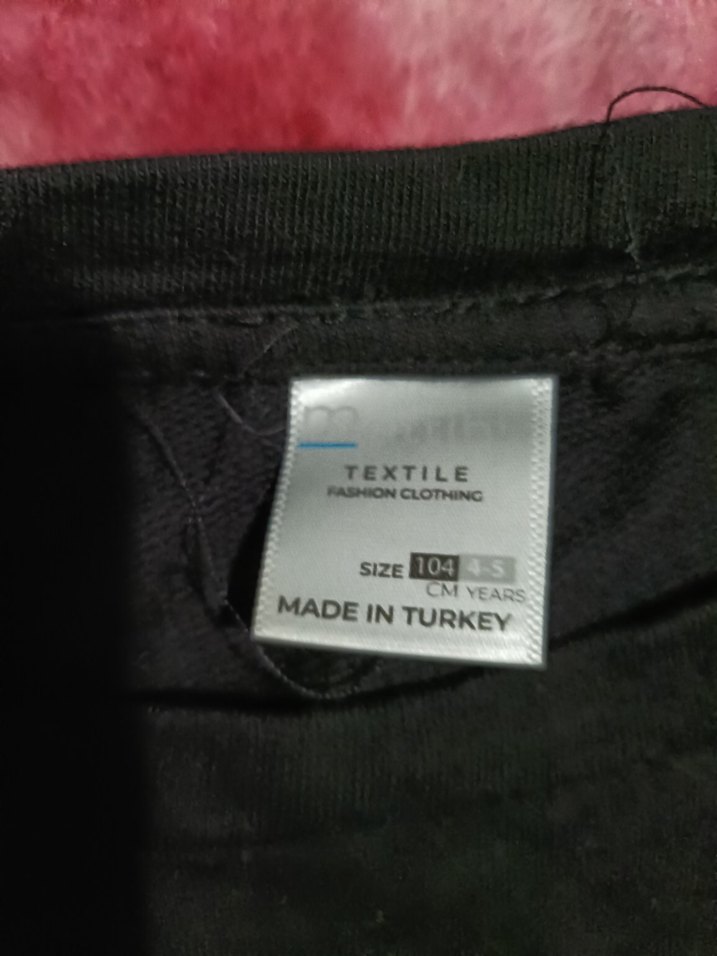 m
TEXTILE
FASHION CLOTHING
SIZE 104 4-5
CM YEARS
MADE IN TURKEY